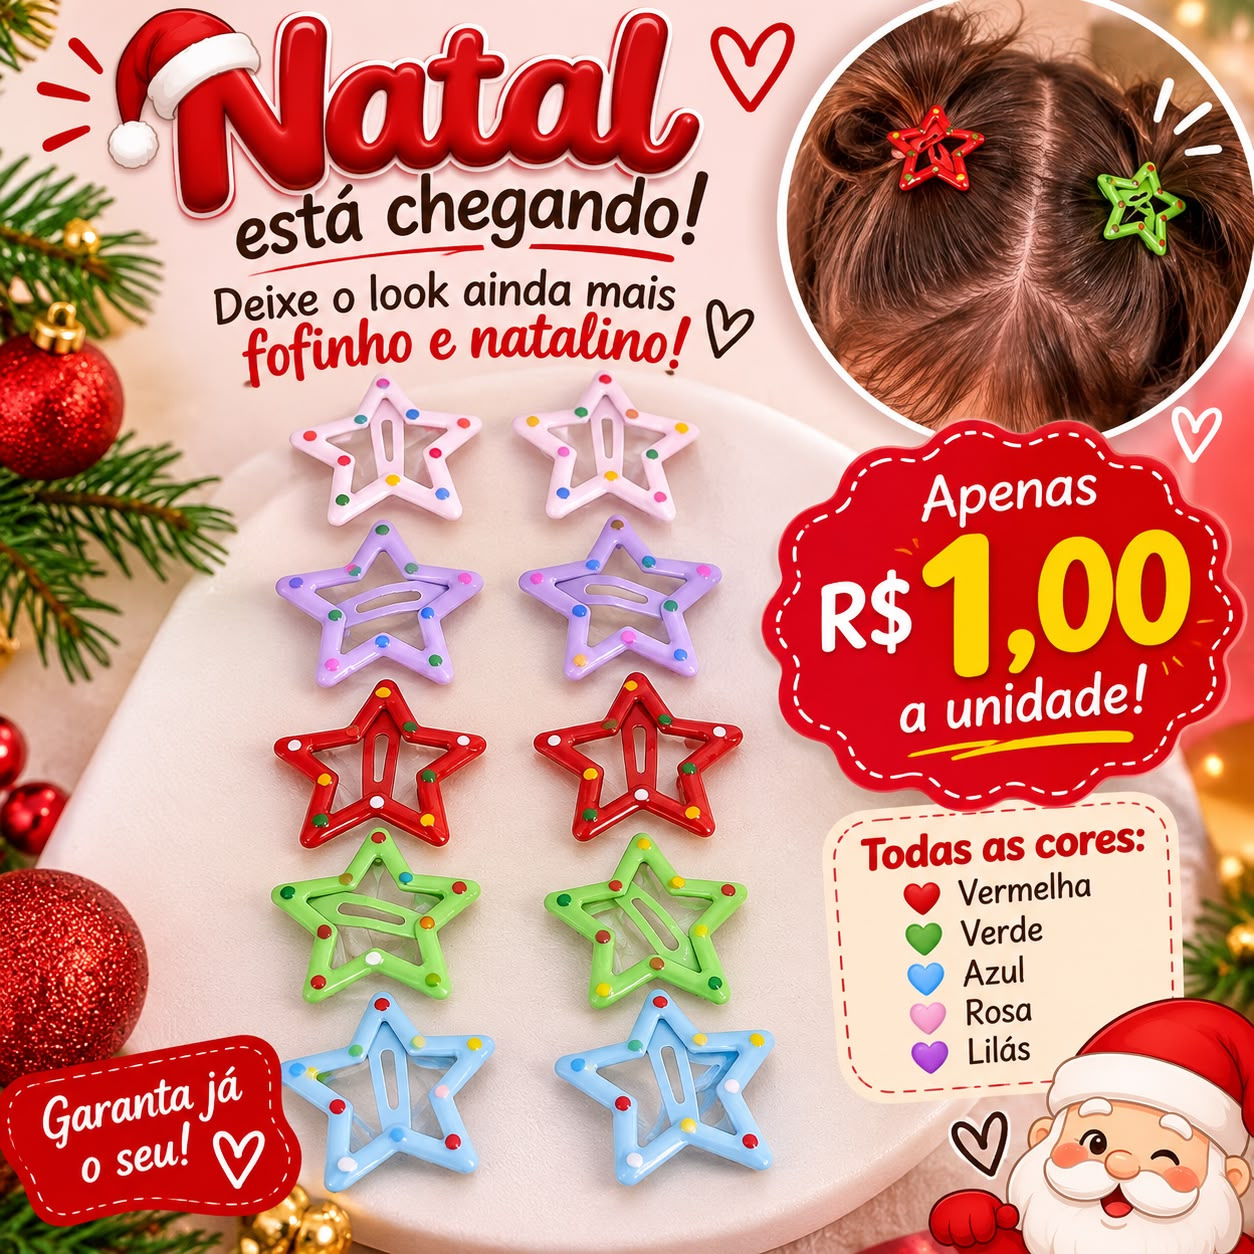 Natal
está chegando!
Deixe o look ainda mais
fofinho e natalino!
Apenas
R$1,00
a unidade!
Todas as cores:
Vermelha
Verde
Azul
Rosa
Lilás
Garanta já
o seu!